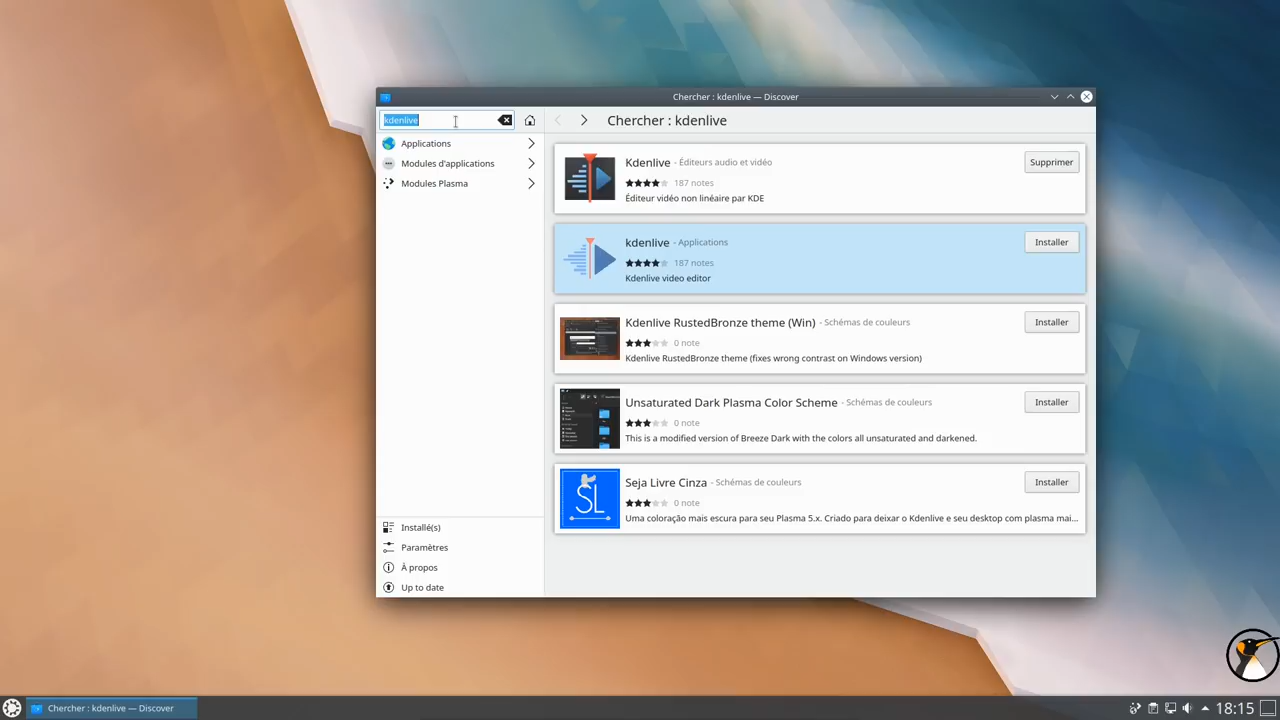 Chercher : kdenlive — Discover
kdenlive
Chercher : kdenlive
Applications
Modules d'applications
Modules Plasma
Kdenlive - Éditeurs audio et vidéo
187 notes
Éditeur vidéo non linéaire par KDE
Supprimer
kdenlive - Applications
187 notes
Kdenlive video editor
Installer
Kdenlive RustedBronze theme (Win) - Schémas de couleurs
0 note
Kdenlive RustedBronze theme (fixes wrong contrast on Windows version)
Installer
Unsaturated Dark Plasma Color Scheme - Schémas de couleurs
0 note
This is a modified version of Breeze Dark with the colors all unsaturated and darkened.
Installer
SL
Seja Livre Cinza - Schémas de couleurs
0 note
Uma coloração mais escura para seu Plasma 5.x. Criado para deixar o Kdenlive e seu desktop com plasma mai...
Installer
Installé(s)
Paramètres
À propos
Up to date
Chercher : kdenlive — Discover
18:15